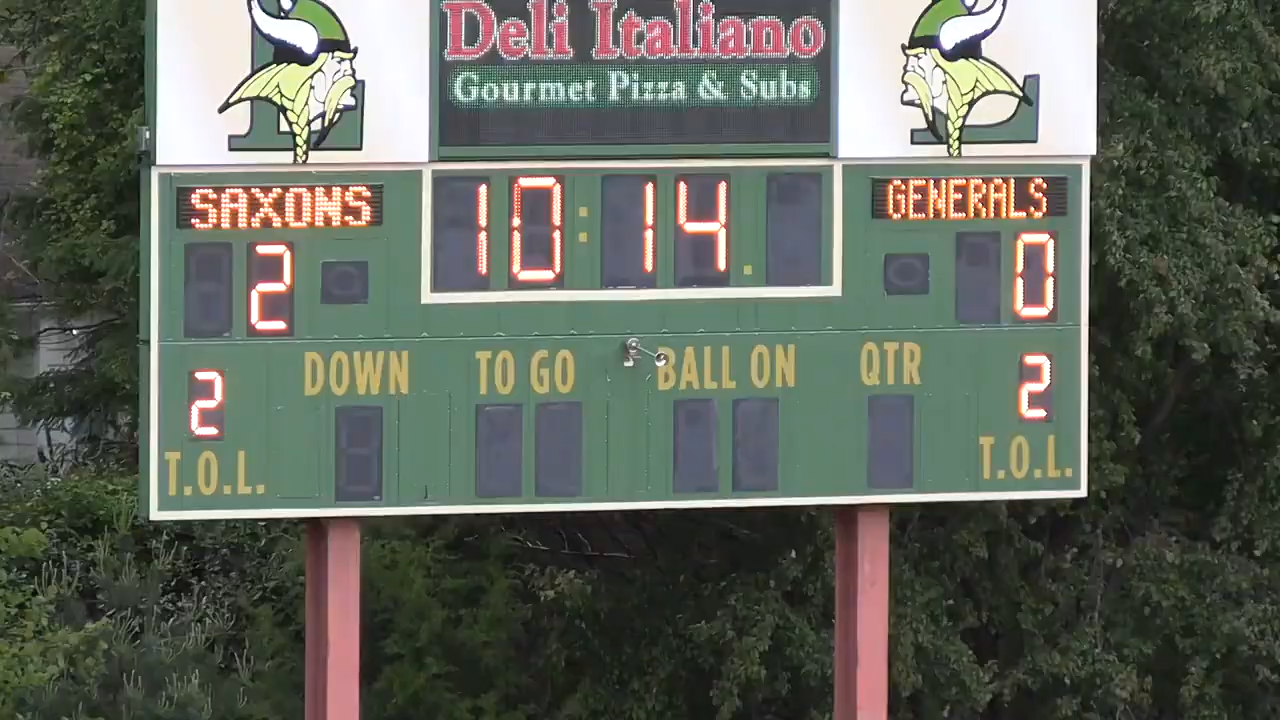 Deli Italiano
Gourmet Pizza & Subs
SAXONS 10:14 GENERALS
2 0
DOWN TO GO BALL ON QTR
2 2
T.O.L. T.O.L.